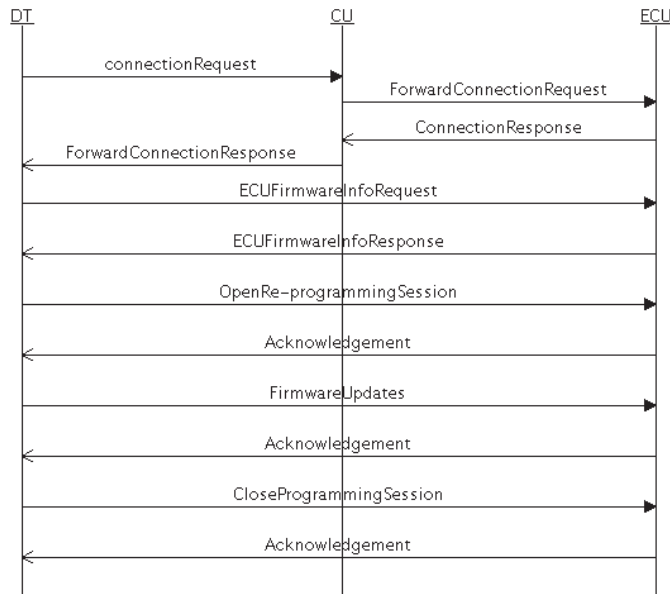 DT CU ECU
connectionRequest
ForwardConnectionRequest
ConnectionResponse
ForwardConnectionResponse
ECUFirmwareInfoRequest
ECUFirmwareInfoResponse
OpenRe-programmingSession
Acknowledgement
FirmwareUpdates
Acknowledgement
CloseProgrammingSession
Acknowledgement